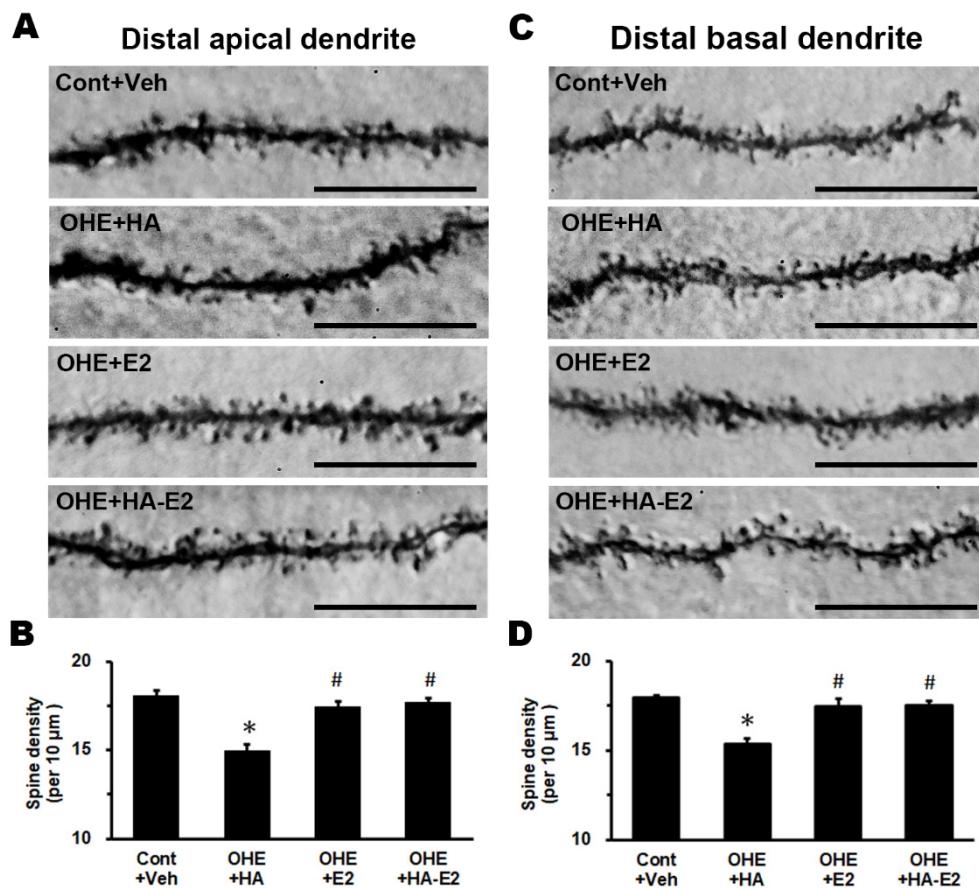 A
Distal apical dendrite
Cont+Veh
OHE+HA
OHE+E2
OHE+HA-E2
B
Spine density
(per 10 µm)
20
15
10
*
#
#
Cont
+Veh
OHE
+HA
OHE
+E2
OHE
+HA-E2
C
Distal basal dendrite
Cont+Veh
OHE+HA
OHE+E2
OHE+HA-E2
D
Spine density
(per 10 µm)
20
15
10
*
#
#
Cont
+Veh
OHE
+HA
OHE
+E2
OHE
+HA-E2